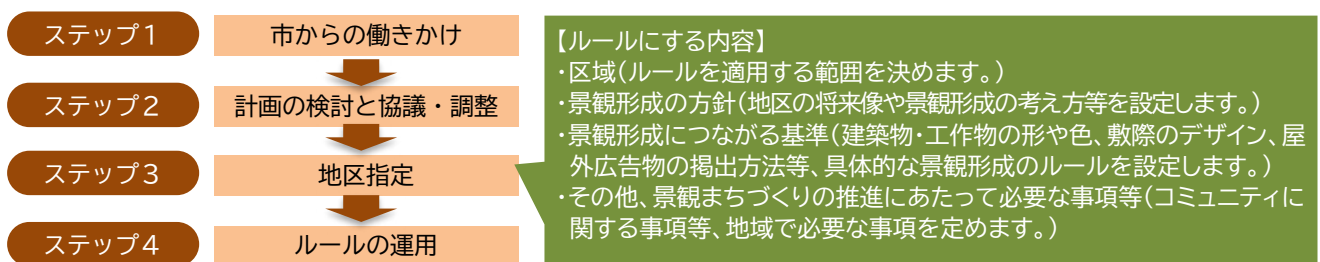 ステップ1
市からの働きかけ
ステップ2
計画の検討と協議・調整
ステップ3
地区指定
ステップ4
ルールの運用
【ルールにする内容】
・区域(ルールを適用する範囲を決めます。)
・景観形成の方針(地区の将来像や景観形成の考え方等を設定します。)
・景観形成につながる基準(建築物・工作物の形や色、敷際のデザイン、屋
外広告物の掲出方法等、具体的な景観形成のルールを設定します。)
・その他、景観まちづくりの推進にあたって必要な事項等(コミュニティに
関する事項等、地域で必要な事項を定めます。)